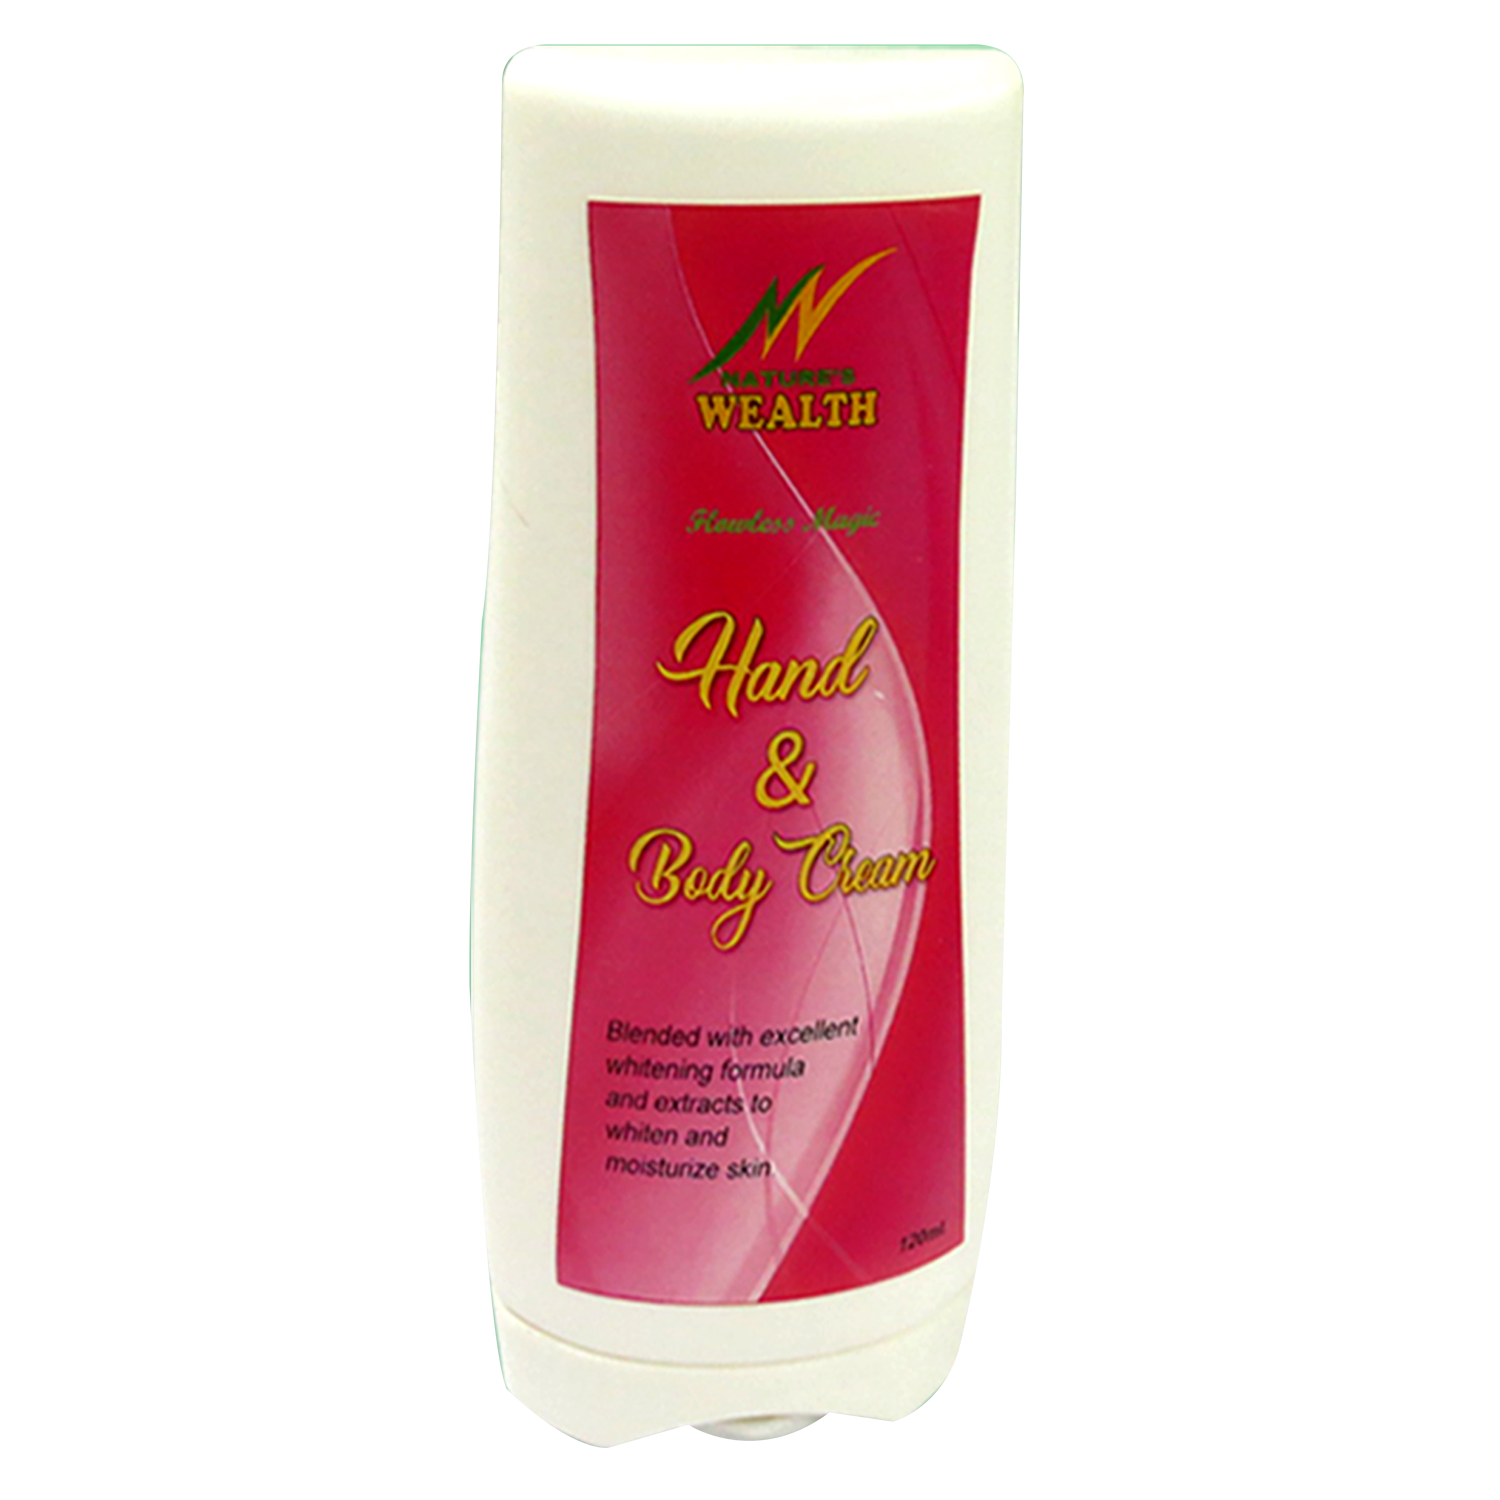 NATURE'S
WEALTH
Flawless Magic
Hand
&
Body Cream
Blended with excellent
whitening formula
and extracts to
whiten and
moisturize skin.
120ml.